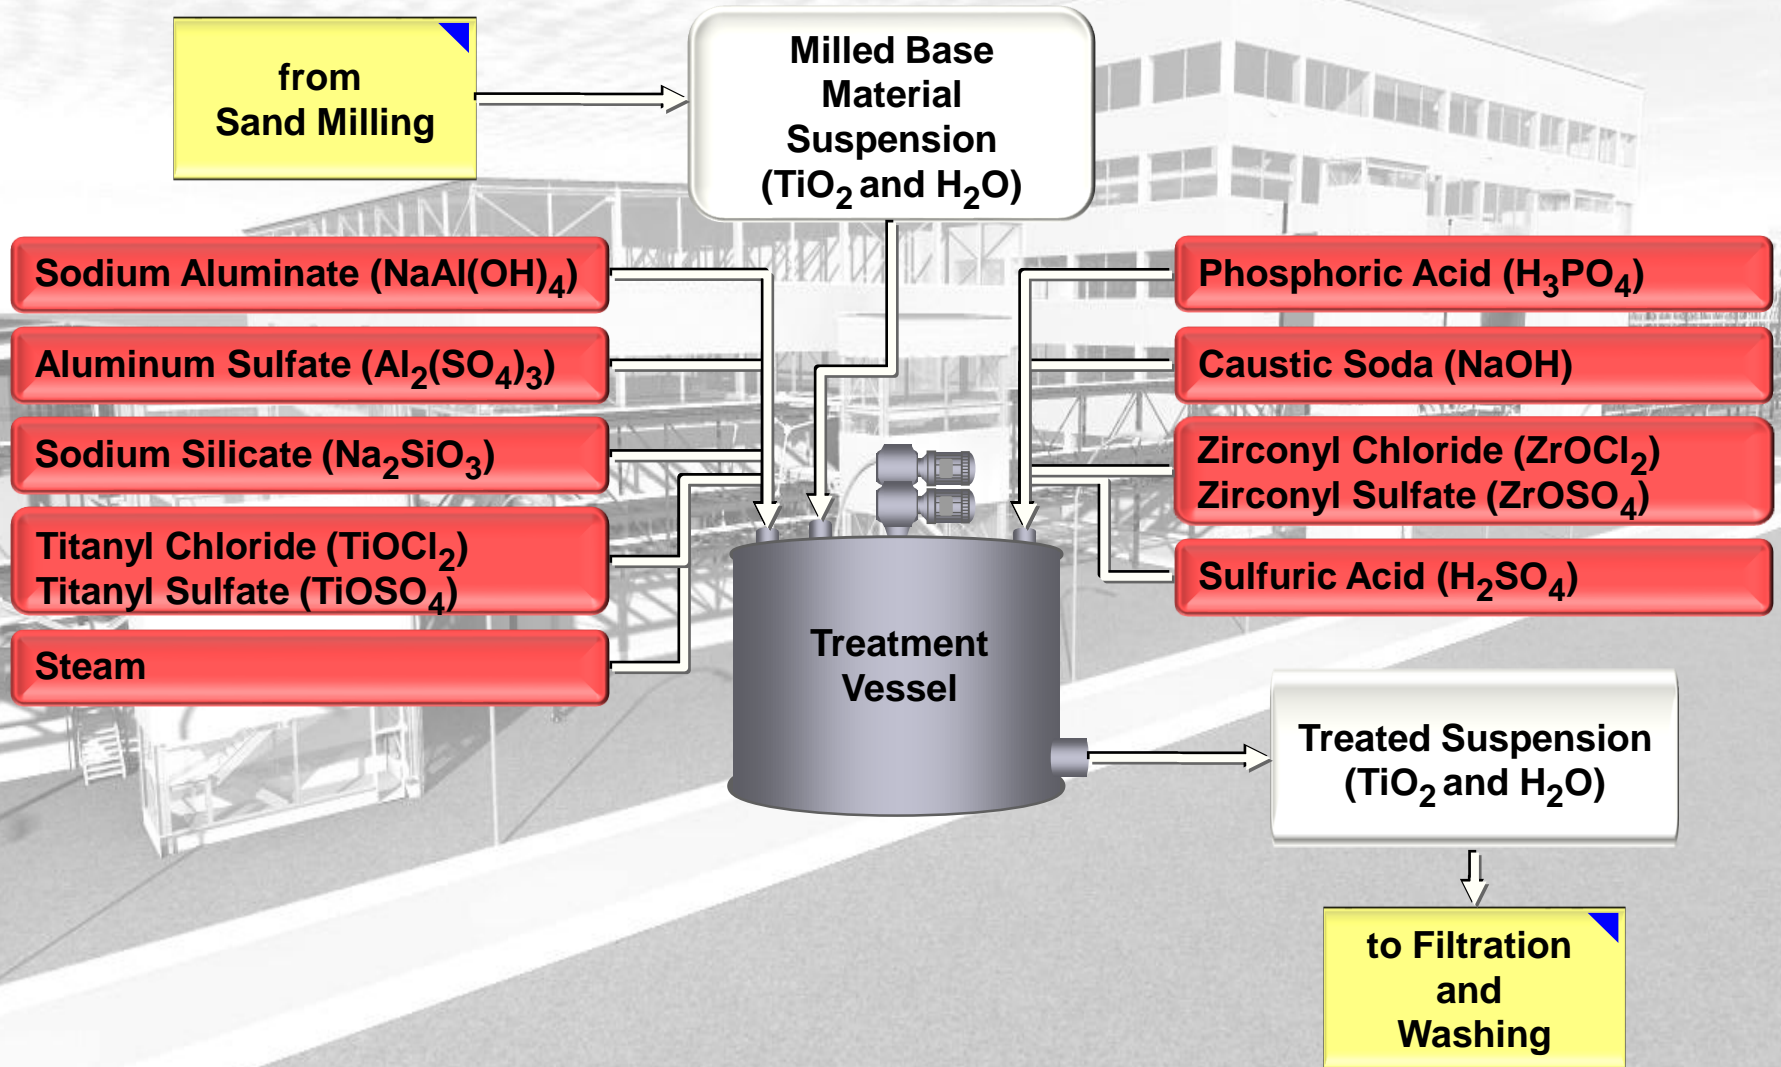 from
Sand Milling
Milled Base
Material
Suspension
(TiO₂ and H₂O)
Sodium Aluminate (NaAl(OH)₄)
Aluminum Sulfate (Al₂(SO₄)₃)
Sodium Silicate (Na₂SiO₃)
Titanyl Chloride (TiOCl₂)
Titanyl Sulfate (TiOSO₄)
Steam
Phosphoric Acid (H₃PO₄)
Caustic Soda (NaOH)
Zirconyl Chloride (ZrOCl₂)
Zirconyl Sulfate (ZrOSO₄)
Sulfuric Acid (H₂SO₄)
Treatment
Vessel
Treated Suspension
(TiO₂ and H₂O)
to Filtration
and
Washing